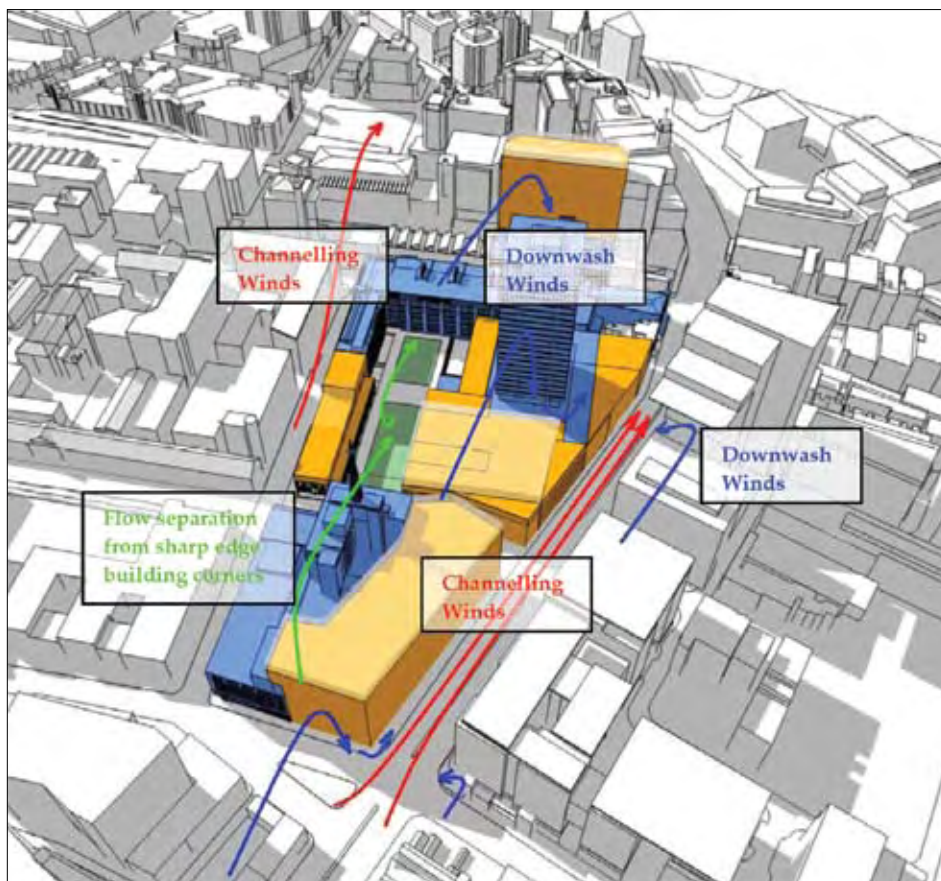 Channelling
Winds
Downwash
Winds
Downwash
Winds
Flow separation
from sharp edge
building corners
Channelling
Winds